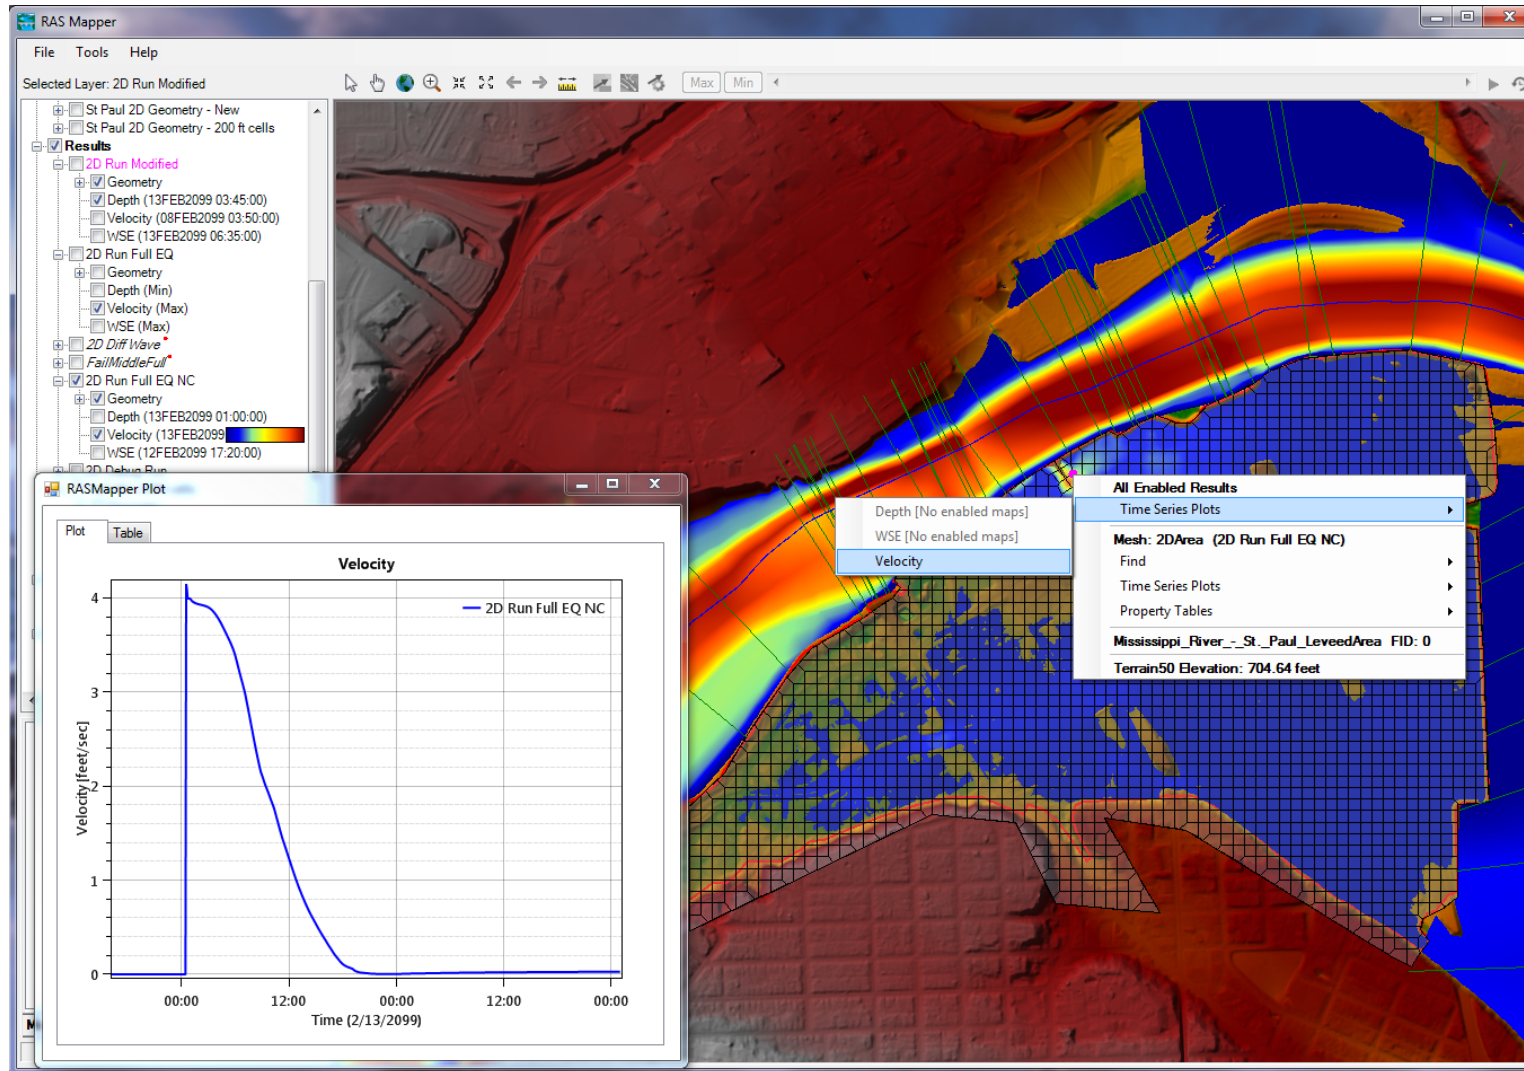 RAS Mapper
File Tools Help
Selected Layer: 2D Run Modified
Max Min
St Paul 2D Geometry - New
St Paul 2D Geometry - 200 ft cells
Results
2D Run Modified
Geometry
Depth (13FEB2099 03:45:00)
Velocity (08FEB2099 03:50:00)
WSE (13FEB2099 06:35:00)
2D Run Full EQ
Geometry
Depth (Min)
Velocity (Max)
WSE (Max)
2D Diff Wave
FailMiddleFull
2D Run Full EQ NC
Geometry
Depth (13FEB2099 01:00:00)
Velocity (13FEB2099
WSE (12FEB2099 17:20:00)
2D Debug Run
RASMapper Plot
Plot Table
Velocity
2D Run Full EQ NC
Velocity [feet/sec]
4
3
2
1
0
00:00 12:00 00:00 12:00 00:00
Time (2/13/2099)
Depth [No enabled maps]
WSE [No enabled maps]
Velocity
All Enabled Results
Time Series Plots
Mesh: 2DArea (2D Run Full EQ NC)
Find
Time Series Plots
Property Tables
Mississippi_River_-_St._Paul_LeveedArea FID: 0
Terrain50 Elevation: 704.64 feet